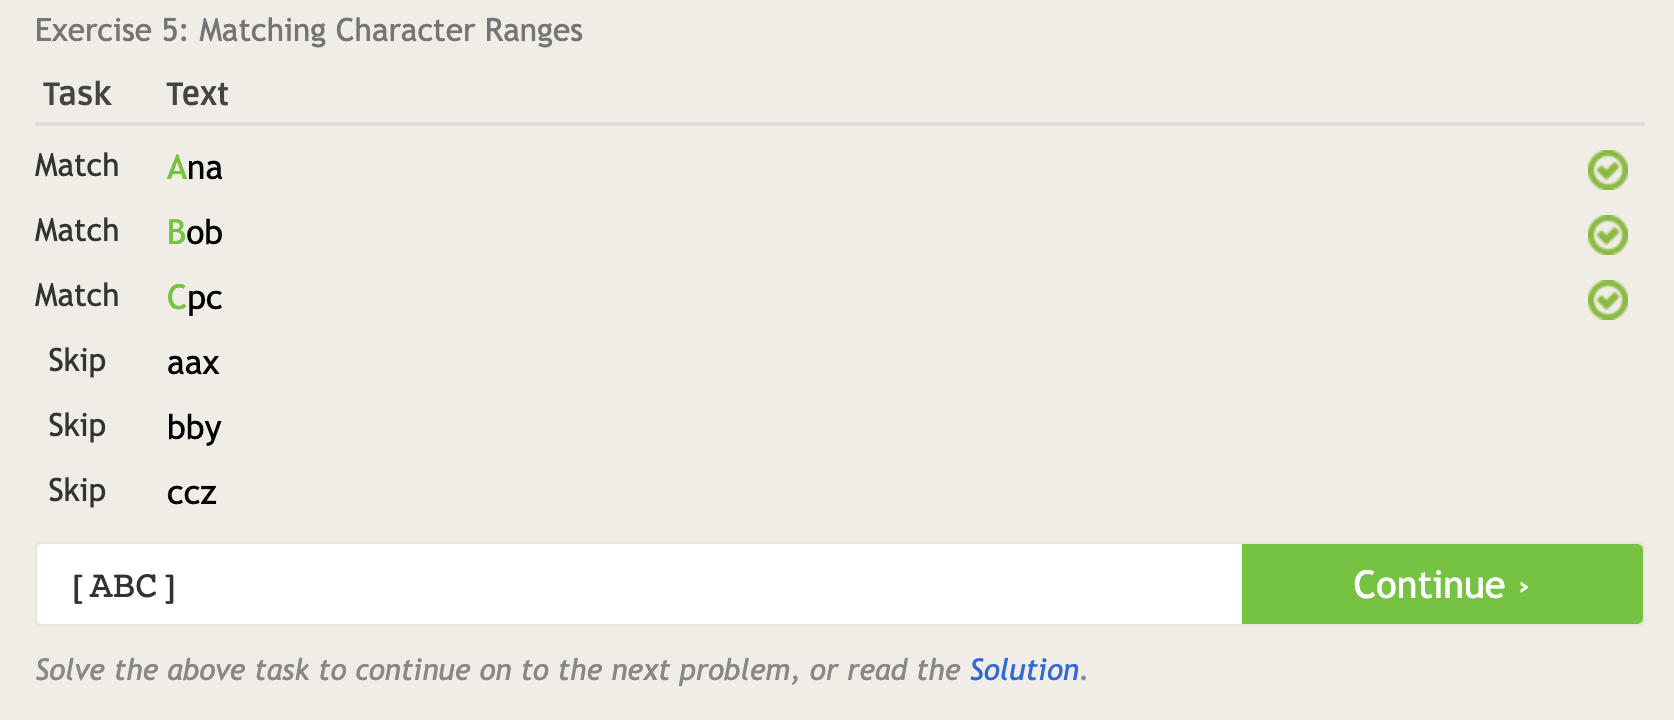 Exercise 5: Matching Character Ranges
Task Text
Match Ana
Match Bob
Match Cpc
Skip aax
Skip bby
Skip ccz
[ABC] Continue ›
Solve the above task to continue on to the next problem, or read the Solution.